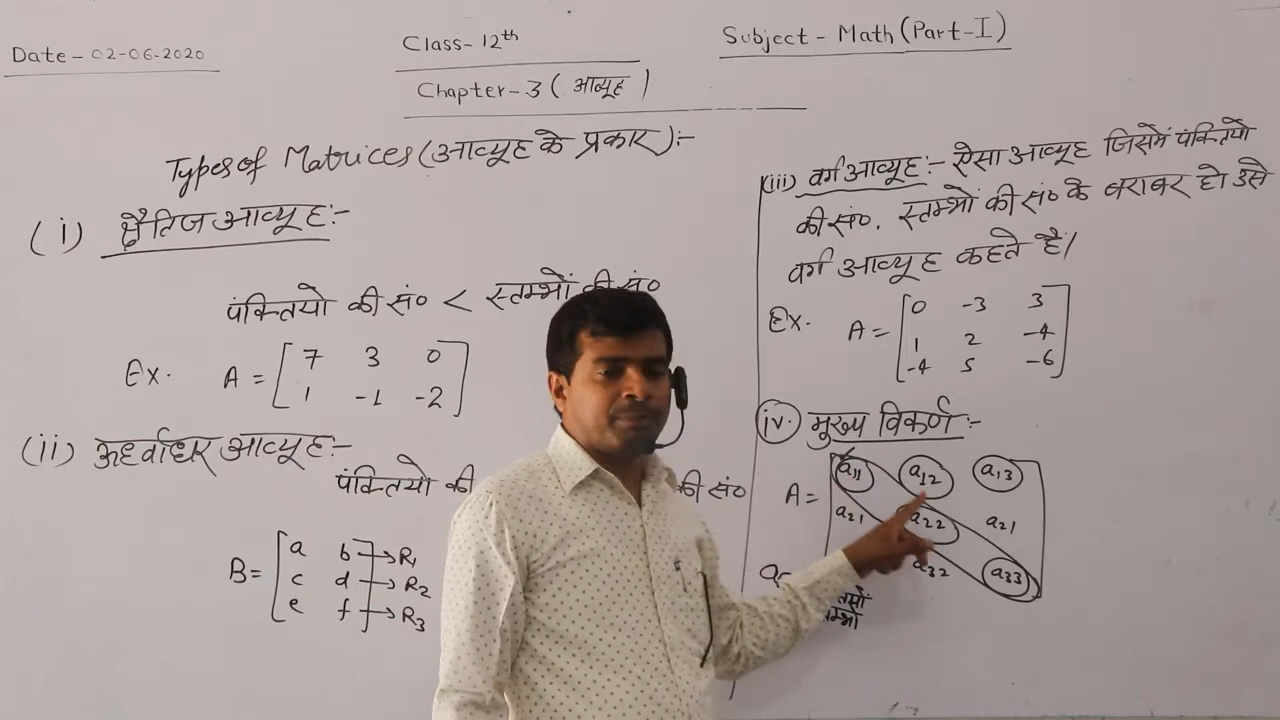 Date - 02-06-2020
Class- 12th
Subject - Math (Part-I)
Chapter-3 ( आव्यूह )
Types of Matrices (आव्यूह के प्रकार) :-
(i) क्षैतिज आव्यूह :-
पंक्तियो की सं० < स्तम्भों की सं०
Ex. A = [ 7 3 0
1 -1 -2 ]
(ii) ऊर्ध्वाधर आव्यूह :-
पंक्तियो की की सं०
B = [ a b → R1
c d → R2
e f ] → R3
(iii) वर्ग आव्यूह :- ऐसा आव्यूह जिसमें पंक्तियो
की सं०. स्तम्भों की सं० के बराबर हो उसे
वर्ग आव्यूह कहते हैं।
Ex. A = [ 0 -3 3
1 2 -4
-4 5 -6 ]
iv. मुख्य विकर्ण :-
A = [ a11 a12 a13
a21 a22 a21
a32 a33 ]